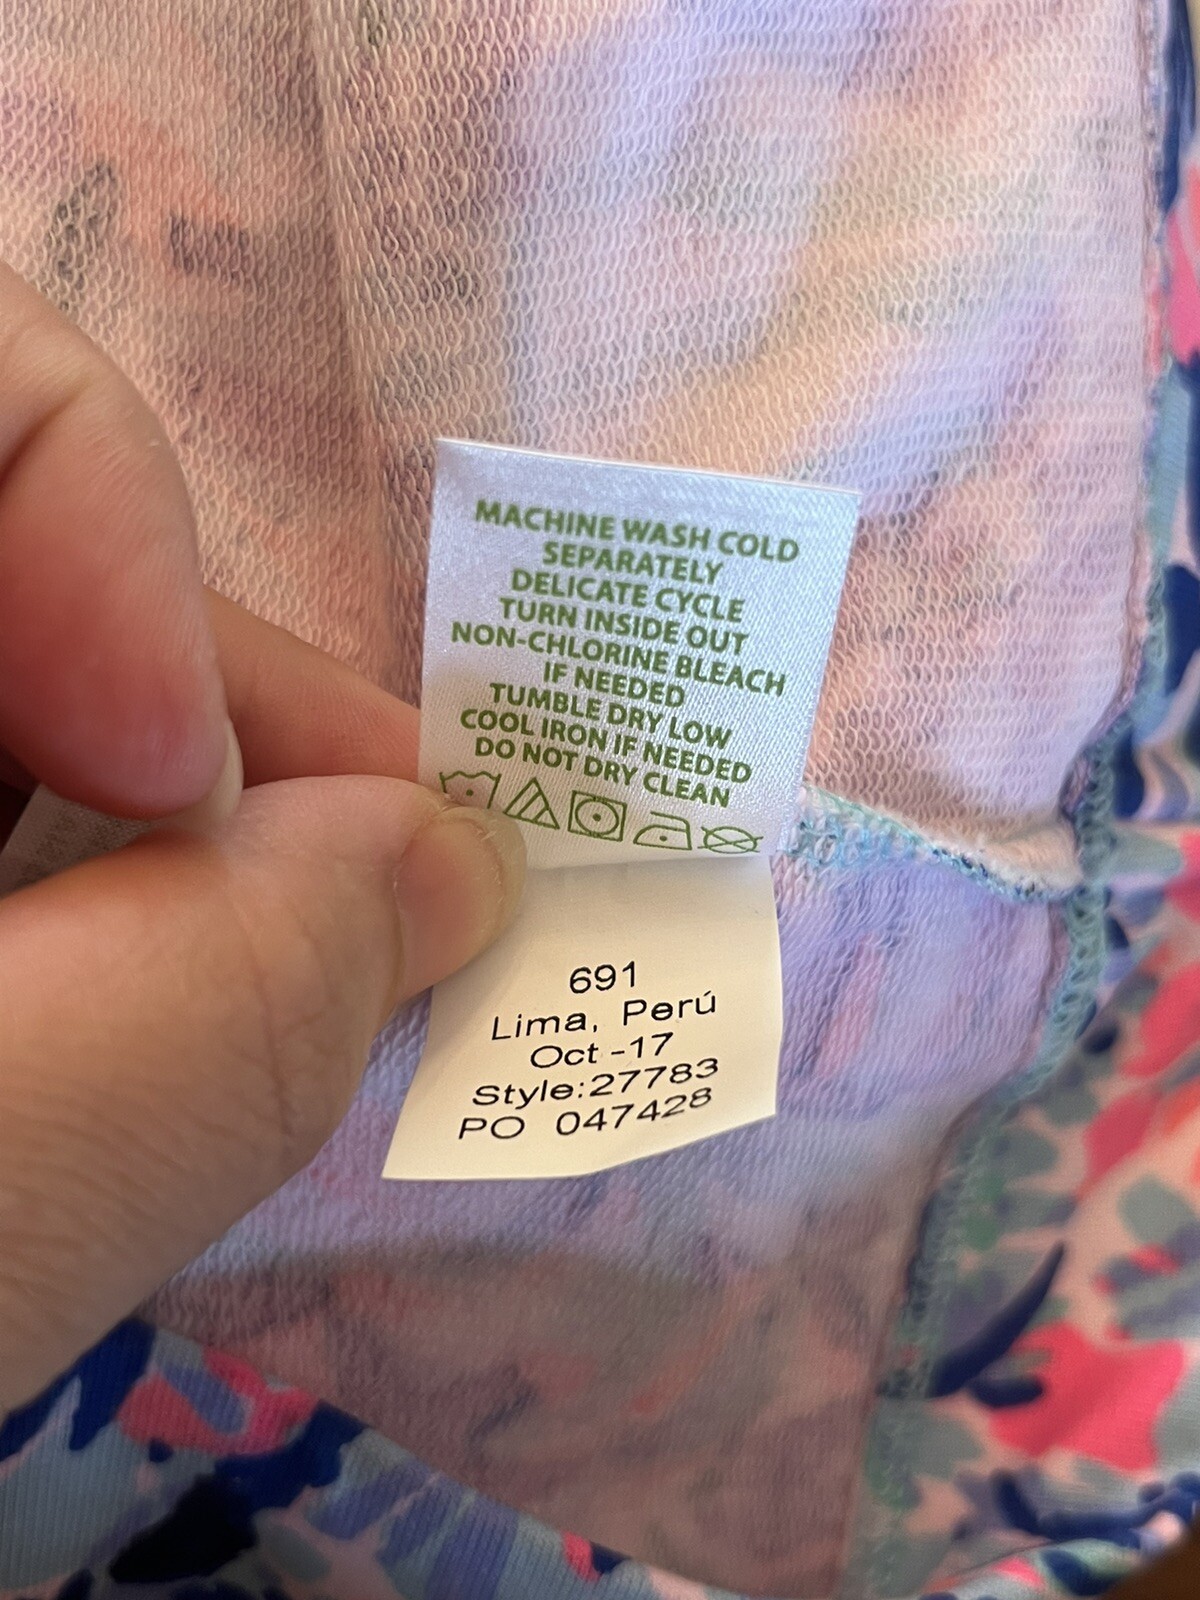 MACHINE WASH COLD
SEPARATELY
DELICATE CYCLE
TURN INSIDE OUT
NON-CHLORINE BLEACH
IF NEEDED
TUMBLE DRY LOW
COOL IRON IF NEEDED
DO NOT DRY CLEAN
691
Lima, Perú
Oct -17
Style:27783
PO 047428